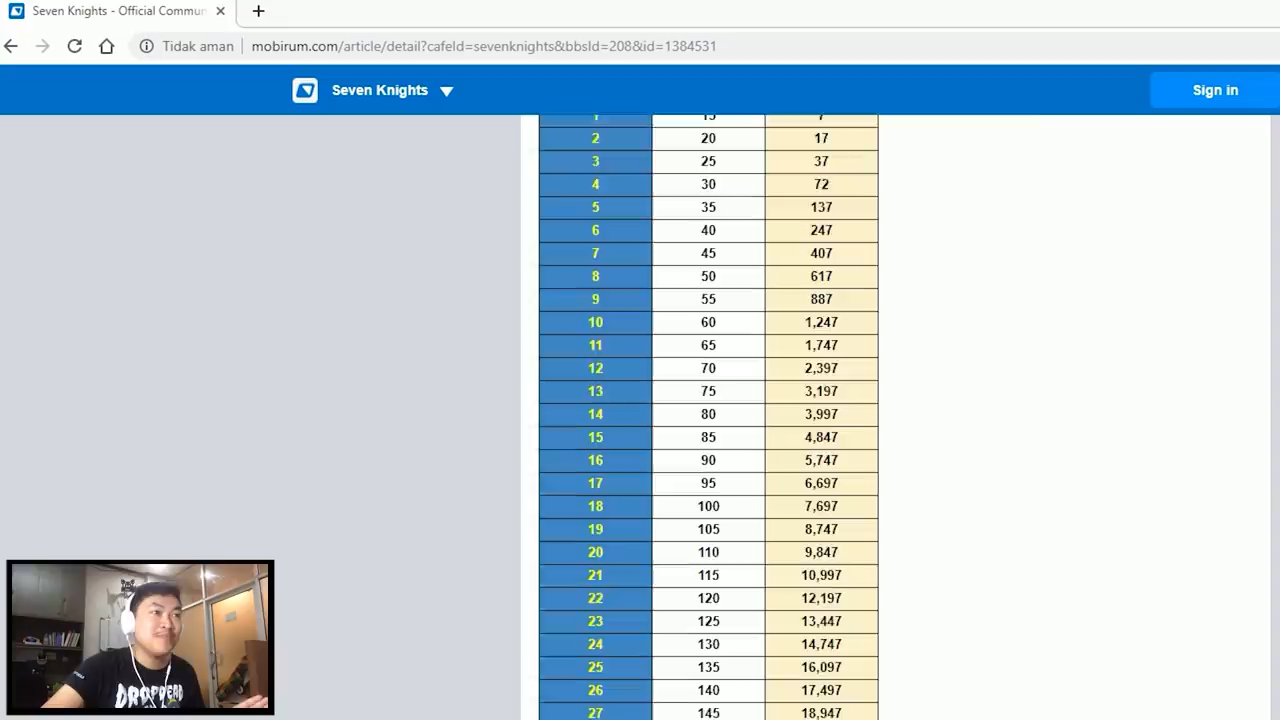 Seven Knights - Official Commun
Tidak aman mobirum.com/article/detail?cafeId=sevenknights&bbsId=208&id=1384531
Seven Knights
Sign in
1 15 7
2 20 17
3 25 37
4 30 72
5 35 137
6 40 247
7 45 407
8 50 617
9 55 887
10 60 1,247
11 65 1,747
12 70 2,397
13 75 3,197
14 80 3,997
15 85 4,847
16 90 5,747
17 95 6,697
18 100 7,697
19 105 8,747
20 110 9,847
21 115 10,997
22 120 12,197
23 125 13,447
24 130 14,747
25 135 16,097
26 140 17,497
27 145 18,947
DROPDEAD